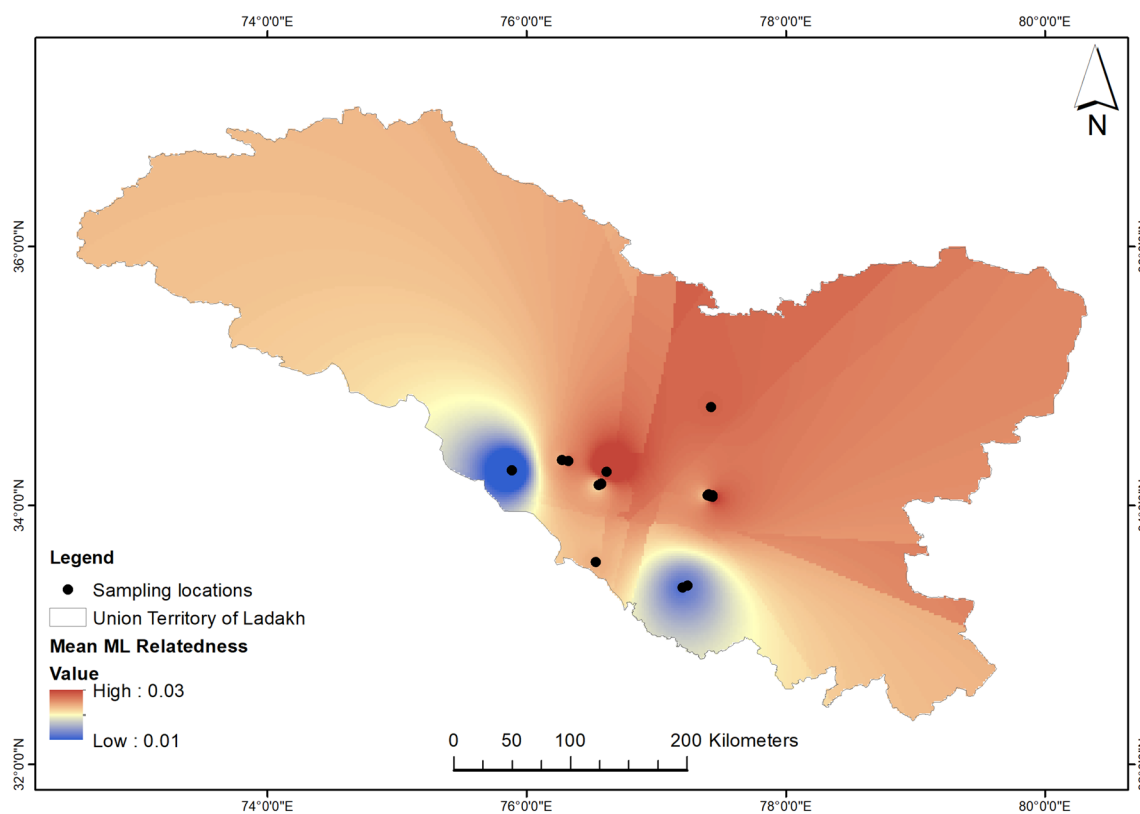 74°0'0"E 76°0'0"E 78°0'0"E 80°0'0"E
N
36°0'0"N
34°0'0"N
32°0'0"N
Legend
Sampling locations
Union Territory of Ladakh
Mean ML Relatedness
Value
High : 0.03
Low : 0.01
0 50 100 200 Kilometers
74°0'0"E 76°0'0"E 78°0'0"E 80°0'0"E